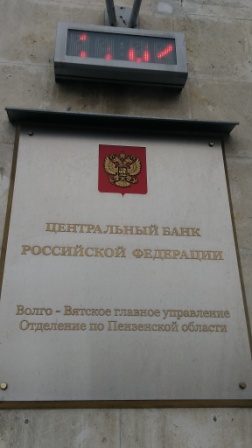 ЦЕНТРАЛЬНЫЙ БАНК
РОССИЙСКОЙ ФЕДЕРАЦИИ
Волго - Вятское главное управление
Отделение по Пензенской области